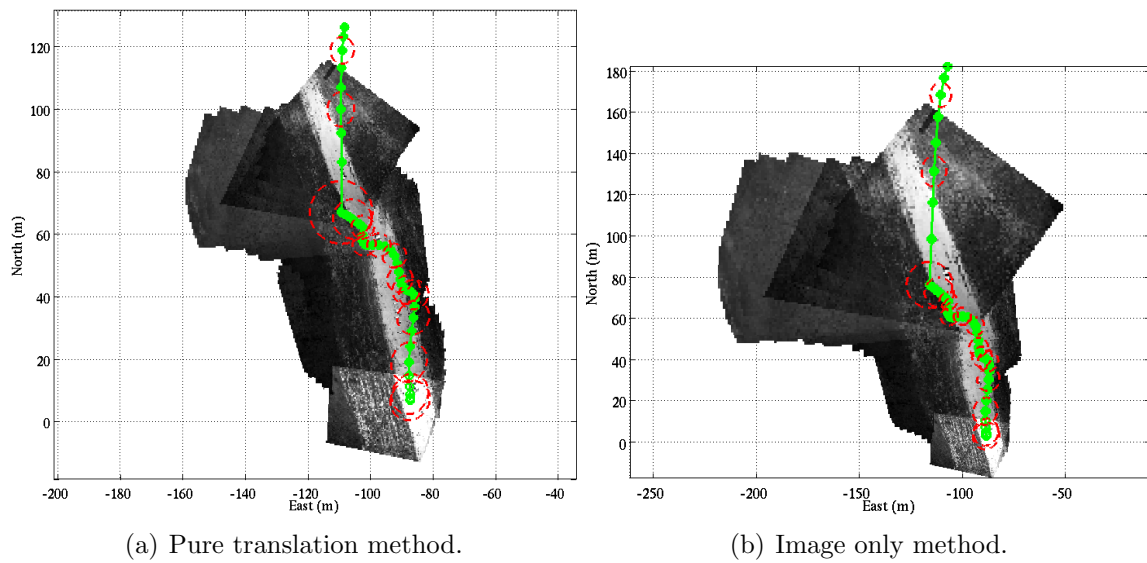 120
100
80
60
40
20
0
North (m)
-200 -180 -160 -140 -120 -100 -80 -60 -40
East (m)
(a) Pure translation method.
180
160
140
120
100
80
60
40
20
0
North (m)
-250 -200 -150 -100 -50
East (m)
(b) Image only method.